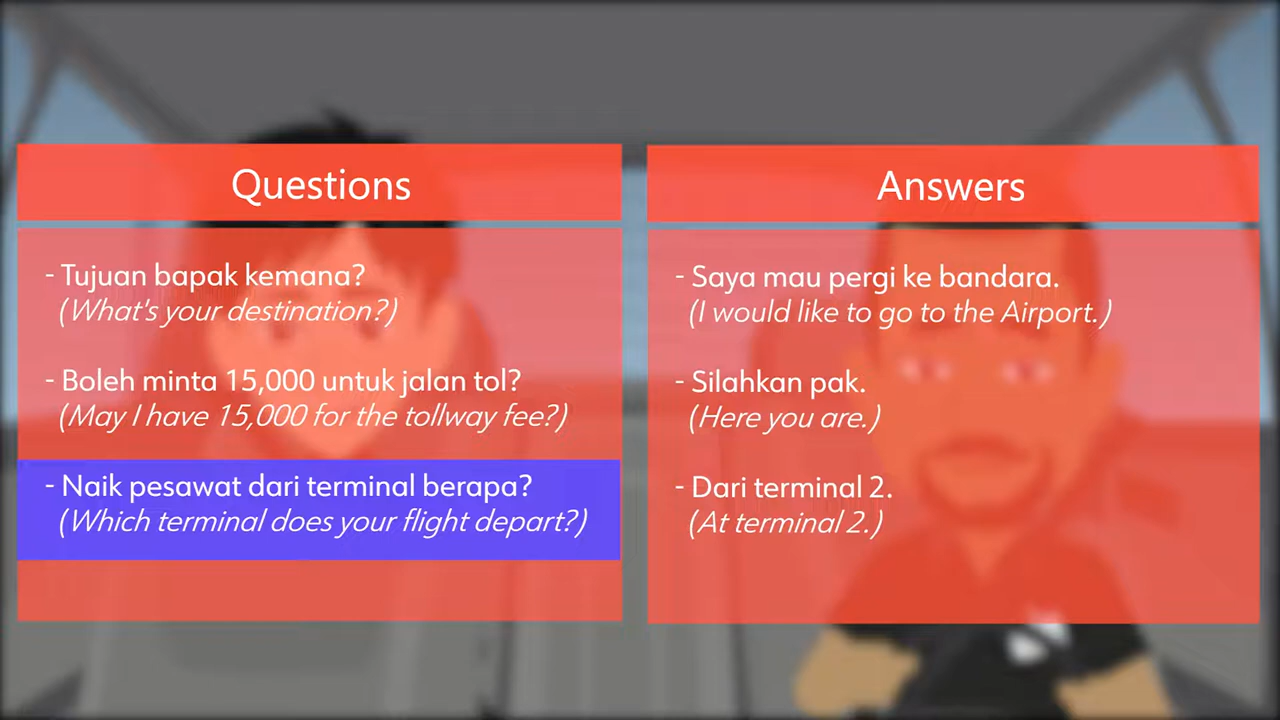 Questions
- Tujuan bapak kemana?
(What's your destination?)
- Boleh minta 15,000 untuk jalan tol?
(May I have 15,000 for the tollway fee?)
- Naik pesawat dari terminal berapa?
(Which terminal does your flight depart?)
Answers
- Saya mau pergi ke bandara.
(I would like to go to the Airport.)
- Silahkan pak.
(Here you are.)
- Dari terminal 2.
(At terminal 2.)